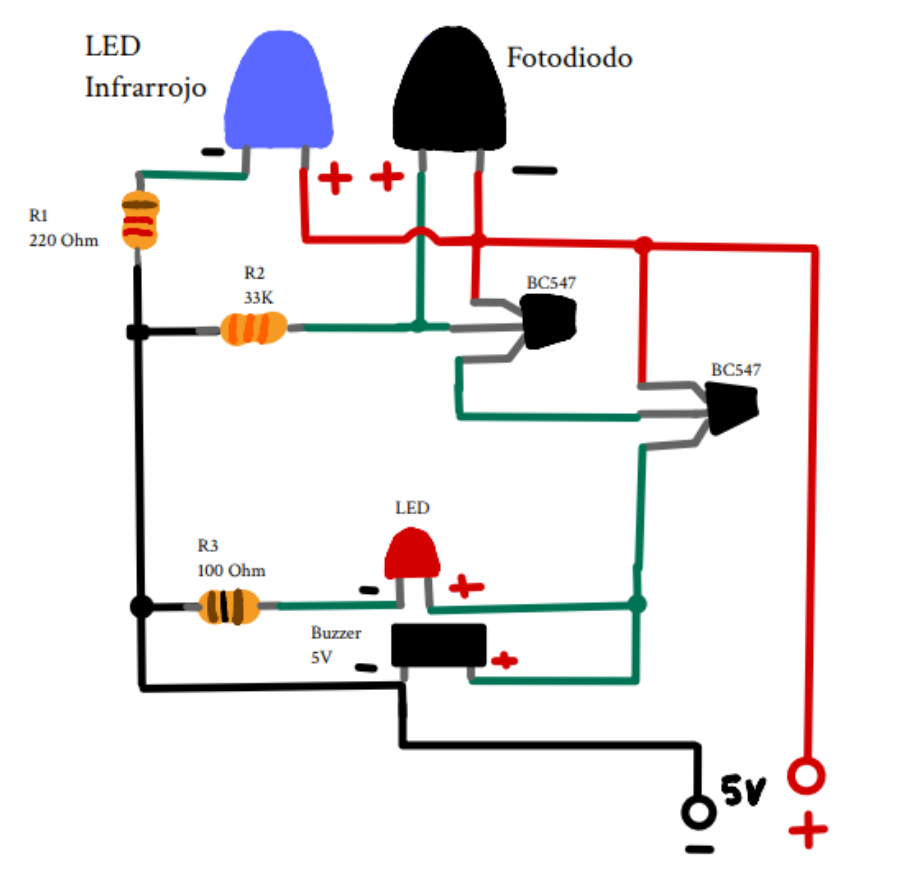 LED
Infrarrojo
Fotodiodo
-
+
+
-
R1
220 Ohm
R2
33K
BC547
BC547
LED
R3
100 Ohm
-
+
Buzzer
5V
-
+
5V
+
-